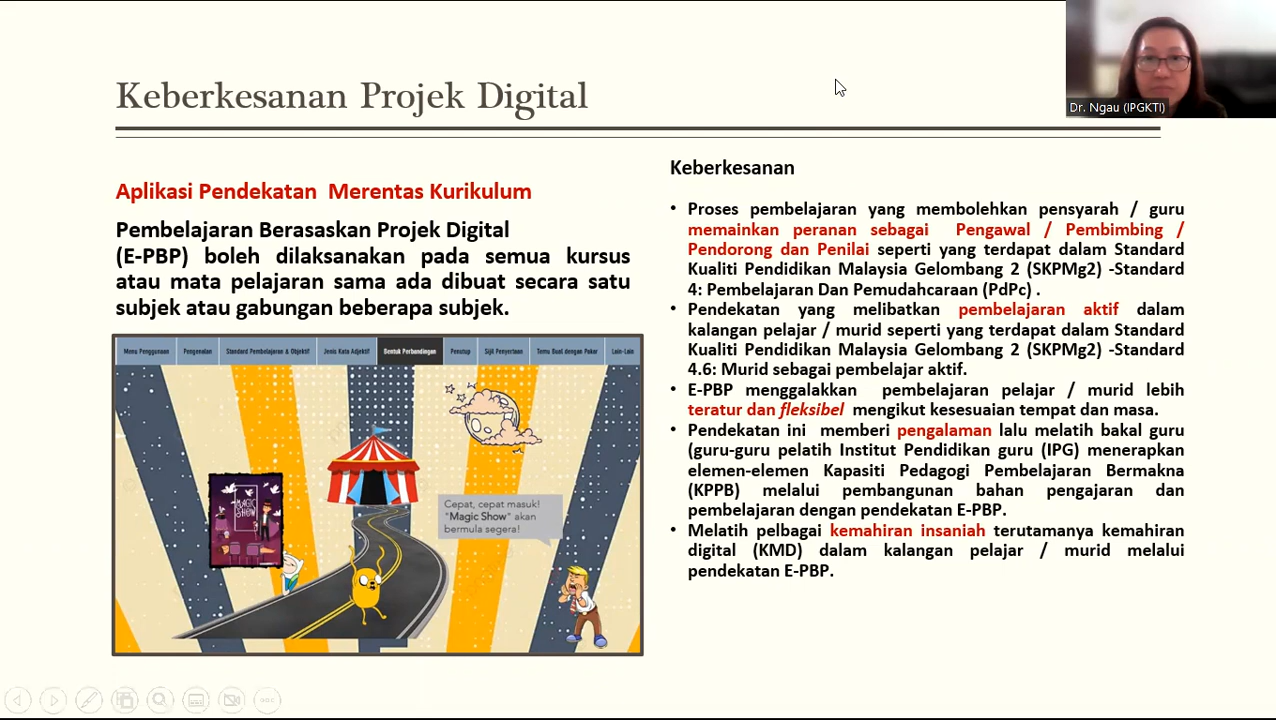 Keberkesanan Projek Digital
Dr. Ngau (IPGKTI)
Aplikasi Pendekatan Merentas Kurikulum
Pembelajaran Berasaskan Projek Digital
(E-PBP) boleh dilaksanakan pada semua kursus
atau mata pelajaran sama ada dibuat secara satu
subjek atau gabungan beberapa subjek.
Menu Penggunaan Pengenalan Standard Pembelajaran & Objektif Jenis Kata Adjektif Bentuk Perbandingan Penutup Sijil Penyertaan Temu Bual dengan Pakar Lain-Lain
MAGIC
SHOW
Cepat, cepat masuk!
"Magic Show" akan
bermula segera!
Keberkesanan
• Proses pembelajaran yang membolehkan pensyarah / guru
memainkan peranan sebagai Pengawal / Pembimbing /
Pendorong dan Penilai seperti yang terdapat dalam Standard
Kualiti Pendidikan Malaysia Gelombang 2 (SKPMg2) -Standard
4: Pembelajaran Dan Pemudahcaraan (PdPc) .
• Pendekatan yang melibatkan pembelajaran aktif dalam
kalangan pelajar / murid seperti yang terdapat dalam Standard
Kualiti Pendidikan Malaysia Gelombang 2 (SKPMg2) -Standard
4.6: Murid sebagai pembelajar aktif.
• E-PBP menggalakkan pembelajaran pelajar / murid lebih
teratur dan fleksibel mengikut kesesuaian tempat dan masa.
• Pendekatan ini memberi pengalaman lalu melatih bakal guru
(guru-guru pelatih Institut Pendidikan guru (IPG) menerapkan
elemen-elemen Kapasiti Pedagogi Pembelajaran Bermakna
(KPPB) melalui pembangunan bahan pengajaran dan
pembelajaran dengan pendekatan E-PBP.
• Melatih pelbagai kemahiran insaniah terutamanya kemahiran
digital (KMD) dalam kalangan pelajar / murid melalui
pendekatan E-PBP.